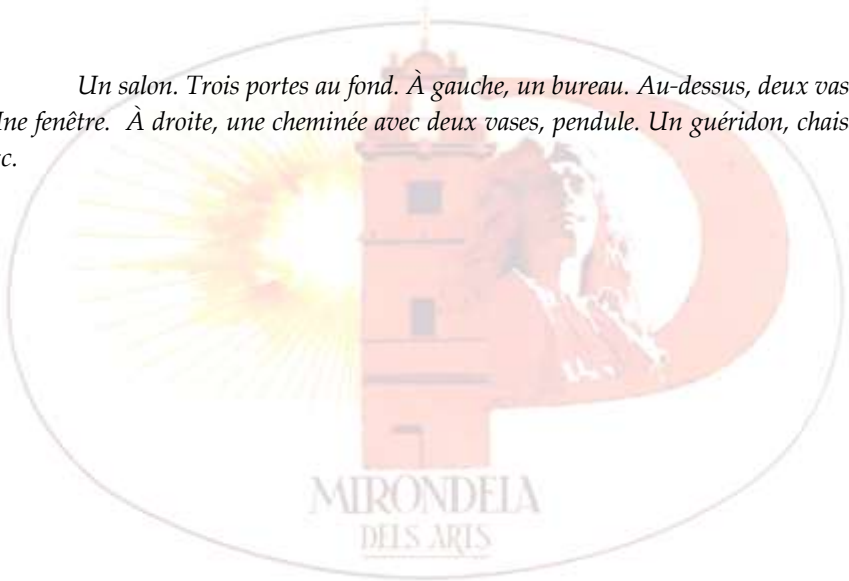 Un salon. Trois portes au fond. À gauche, un bureau. Au-dessus, deux vas
Une fenêtre. À droite, une cheminée avec deux vases, pendule. Un guéridon, chais
c.
MIRONDELA
DELS ARTS